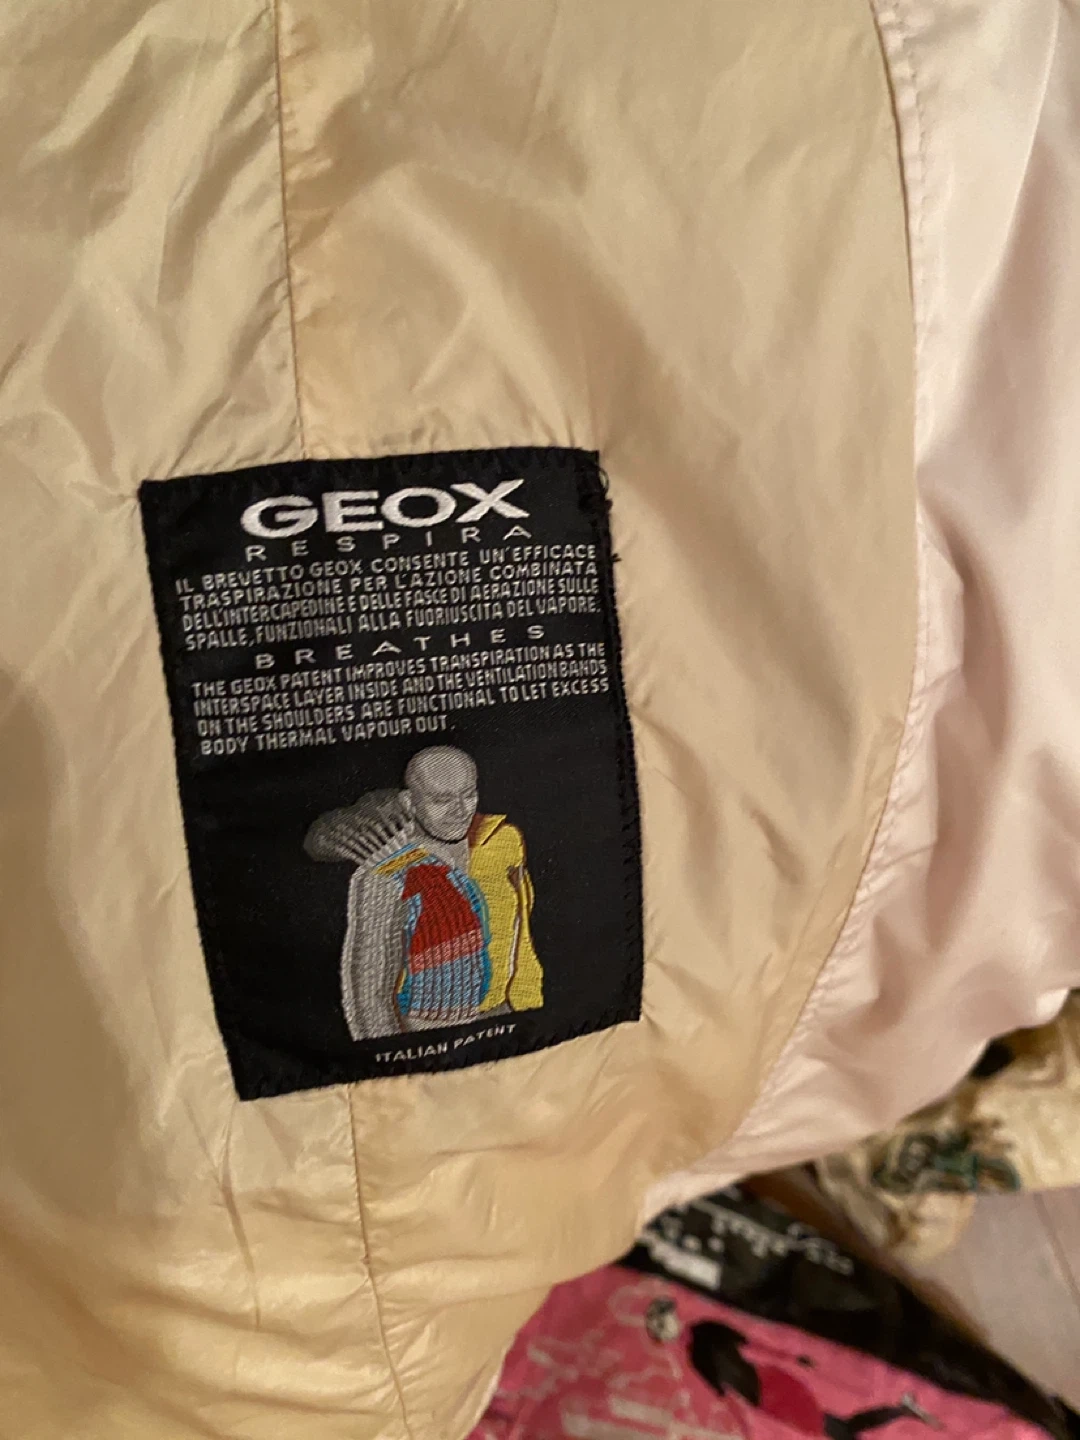 GEOX
RESPIRA
IL BREVETTO GEOX CONSENTE UN'EFFICACE
TRASPIRAZIONE PER L'AZIONE COMBINATA
DELL'INTERCAPEDINE E DELLE FASCE DI AERAZIONE SULLE
SPALLE, FUNZIONALI ALLA FUORIUSCITA DEL VAPORE.
BREATHES
THE GEOX PATENT IMPROVES TRANSPIRATION AS THE
INTERSPACE LAYER INSIDE AND THE VENTILATION BANDS
ON THE SHOULDERS ARE FUNCTIONAL TO LET EXCESS
BODY THERMAL VAPOUR OUT.
ITALIAN PATENT